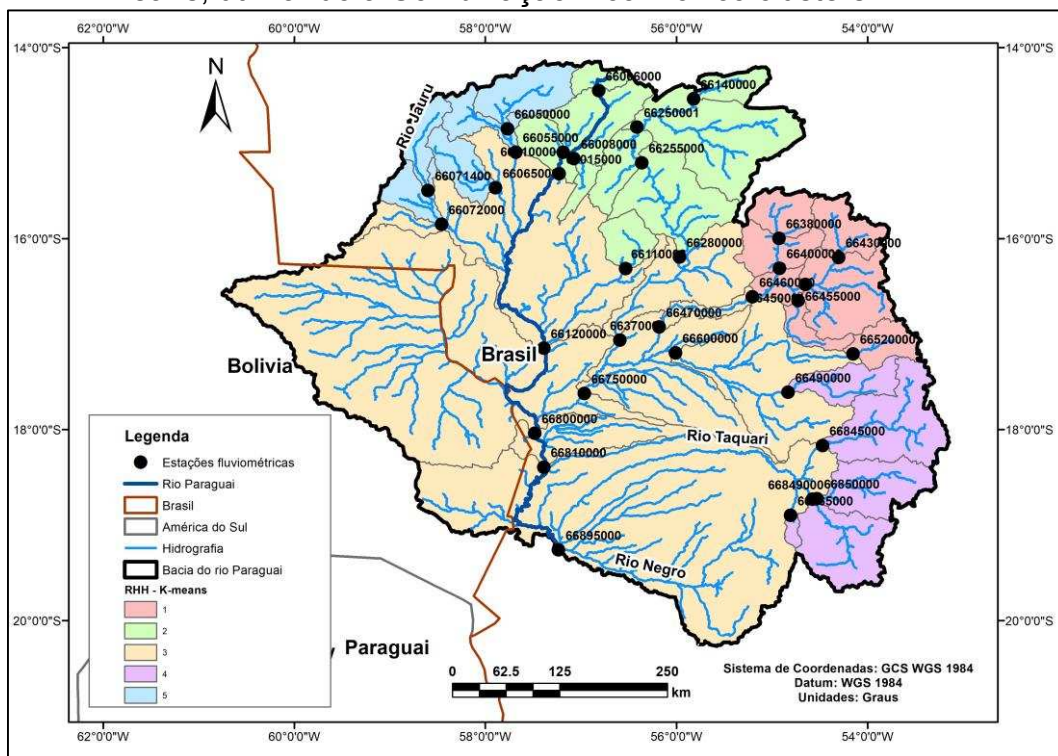 62°0'0"W 60°0'0"W 58°0'0"W 56°0'0"W 54°0'0"W
14°0'0"S 14°0'0"S
N
Rio Jauru
66006000
66140000
66050000
66250001
66055000
66008000
66255000
66071400
66065000
66072000
66380000
16°0'0"S 16°0'0"S
66280000
66430000
66455000
66470000
66120000
66600000
66520000
Bolivia
Brasil
66750000
66490000
66800000
18°0'0"S 18°0'0"S
Rio Taquari
66845000
66810000
66850000
66895000
Rio Negro
Legenda
Estações fluviométricas
Rio Paraguai
Brasil
América do Sul
Hidrografia
Bacia do rio Paraguai
RHH - K-means
1
2
3
4
5
20°0'0"S 20°0'0"S
Paraguai
0 62.5 125 250
km
Sistema de Coordenadas: GCS WGS 1984
Datum: WGS 1984
Unidades: Graus
62°0'0"W 60°0'0"W 58°0'0"W 56°0'0"W 54°0'0"W